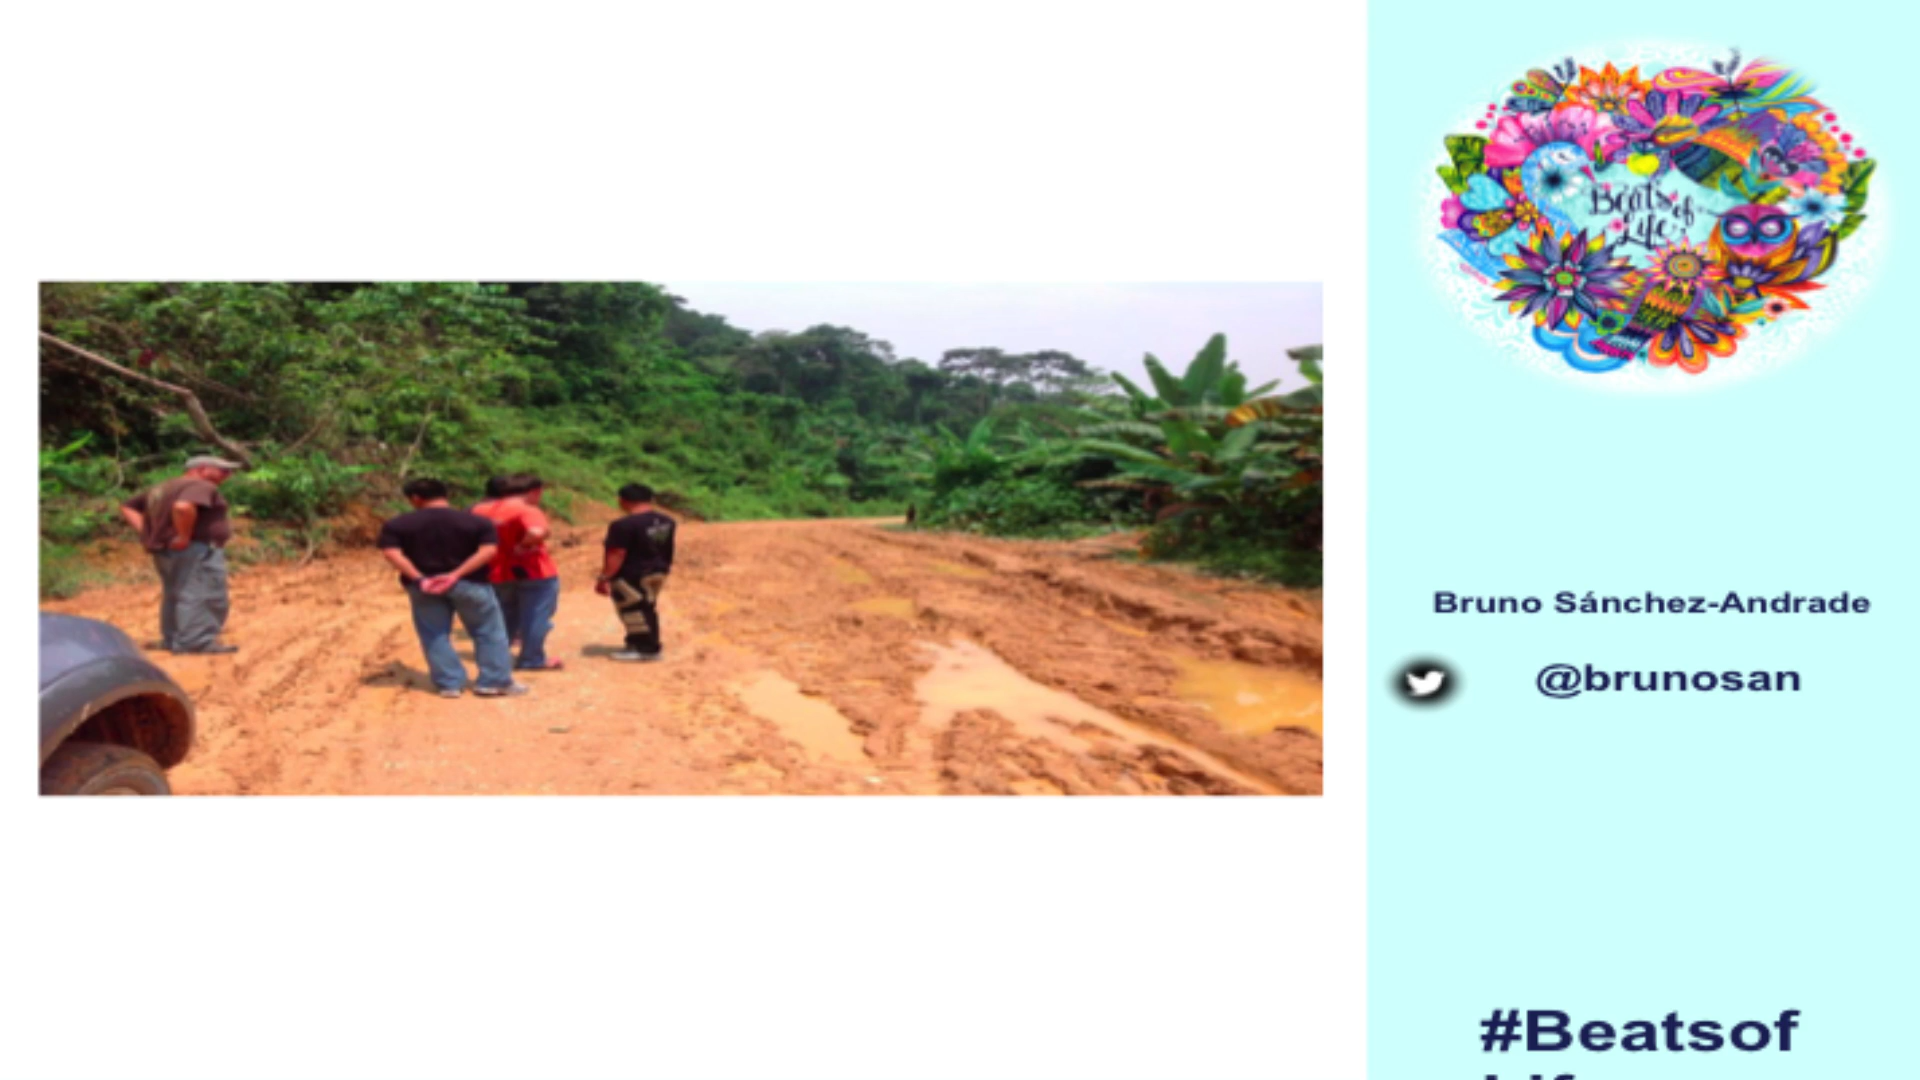 Beats of
Life
Bruno Sánchez-Andrade
@brunosan
#Beatsof